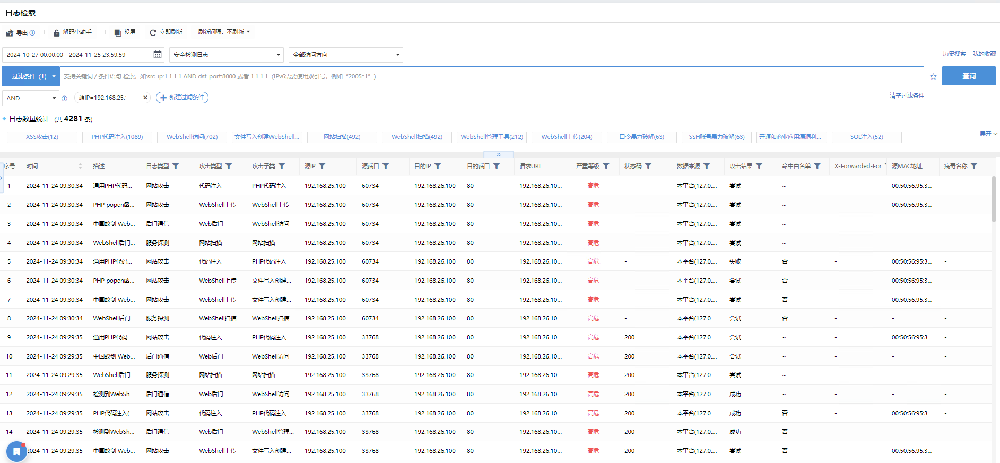 日志检索
导出 解码小助手 投屏 立即刷新 刷新间隔: 不刷新
2024-10-27 00:00:00 - 2024-11-25 23:59:59 安全检测日志 全部访问方向 历史搜索 我的收藏
过滤条件 (1) 支持关键词 / 条件语句 检索, 如:src_ip:1.1.1.1 AND dst_port:8000 或者 1.1.1.1 (IPv6需要使用双引号, 例如 “2005::1” ) 查询
AND 源IP=192.168.25.1 新建过滤条件 清空过滤条件
日志数量统计 (共 4281 条)
XSS攻击(12) PHP代码注入(1089) WebShell访问(702) 文件写入创建WebShell... 网站扫描(492) WebShell扫描(492) WebShell管理工具(212) WebShell上传(204) 口令暴力破解(63) SSH账号暴力破解(63) 开源和商业应用漏洞利... SQL注入(52) 展开
序号 时间 描述 日志类型 攻击类型 攻击子类 源IP 源端口 目的IP 目的端口 请求URL 严重等级 状态码 数据来源 攻击结果 命中白名单 X-Forwarded-For 源MAC地址 病毒名称
1 2024-11-24 09:30:34 通用PHP代码... 网站攻击 代码注入 PHP代码注入 192.168.25.100 60734 192.168.26.100 80 192.168.26.10... 高危 - 本平台(127.0.... 尝试 ~ - 00:50:56:95:3... -
2 2024-11-24 09:30:34 PHP popen函... 网站攻击 WebShell上传 WebShell上传 192.168.25.100 60734 192.168.26.100 80 192.168.26.10... 高危 - 本平台(127.0.... 尝试 ~ - 00:50:56:95:3... -
3 2024-11-24 09:30:34 中国蚁剑 Web... 后门通信 Web后门 WebShell访问 192.168.25.100 60734 192.168.26.100 80 192.168.26.10... 高危 - 本平台(127.0.... 尝试 ~ - - -
4 2024-11-24 09:30:34 WebShell后门... 服务探测 网站扫描 网站扫描 192.168.25.100 60734 192.168.26.100 80 192.168.26.10... 高危 - 本平台(127.0.... 尝试 ~ - - -
5 2024-11-24 09:30:34 通用PHP代码... 网站攻击 代码注入 PHP代码注入 192.168.25.100 60734 192.168.26.100 80 192.168.26.10... 高危 - 本平台(127.0.... 失败 否 - 00:50:56:95:3... -
6 2024-11-24 09:30:34 PHP popen函... 网站攻击 WebShell上传 文件写入创建... 192.168.25.100 60734 192.168.26.100 80 192.168.26.10... 高危 - 本平台(127.0.... 尝试 否 - 00:50:56:95:3... -
7 2024-11-24 09:30:34 中国蚁剑 Web... 网站攻击 WebShell上传 文件写入创建... 192.168.25.100 60734 192.168.26.100 80 192.168.26.10... 高危 - 本平台(127.0.... 尝试 否 - 00:50:56:95:3... -
8 2024-11-24 09:30:34 WebShell后门... 服务探测 WebShell扫描 WebShell扫描 192.168.25.100 60734 192.168.26.100 80 192.168.26.10... 高危 - 本平台(127.0.... 尝试 否 - - -
9 2024-11-24 09:29:35 通用PHP代码... 网站攻击 代码注入 PHP代码注入 192.168.25.100 33768 192.168.26.100 80 192.168.26.10... 高危 200 本平台(127.0.... 尝试 ~ - 00:50:56:95:3... -
10 2024-11-24 09:29:35 中国蚁剑 Web... 后门通信 Web后门 WebShell访问 192.168.25.100 33768 192.168.26.100 80 192.168.26.10... 高危 200 本平台(127.0.... 尝试 ~ - - -
11 2024-11-24 09:29:35 WebShell后门... 服务探测 网站扫描 网站扫描 192.168.25.100 33768 192.168.26.100 80 192.168.26.10... 高危 200 本平台(127.0.... 尝试 ~ - - -
12 2024-11-24 09:29:35 检测到WebSh... 后门通信 Web后门 WebShell访问 192.168.25.100 33768 192.168.26.100 80 192.168.26.10... 高危 200 本平台(127.0.... 成功 ~ - - -
13 2024-11-24 09:29:35 PHP代码注入(... 网站攻击 代码注入 PHP代码注入 192.168.25.100 33768 192.168.26.100 80 192.168.26.10... 高危 200 本平台(127.0.... 成功 否 - 00:50:56:95:3... -
14 2024-11-24 09:29:35 检测到WebSh... 后门通信 Web后门 WebShell管理... 192.168.25.100 33768 192.168.26.100 80 192.168.26.10... 高危 200 本平台(127.0.... 成功 否 - - -
2024-11-24 09:29:35 中国蚁剑 Web... 网站攻击 WebShell上传 文件写入创建... 192.168.25.100 33768 192.168.26.100 80 192.168.26.10... 高危 200 本平台(127.0.... 尝试 否 - 00:50:56:95:3... -